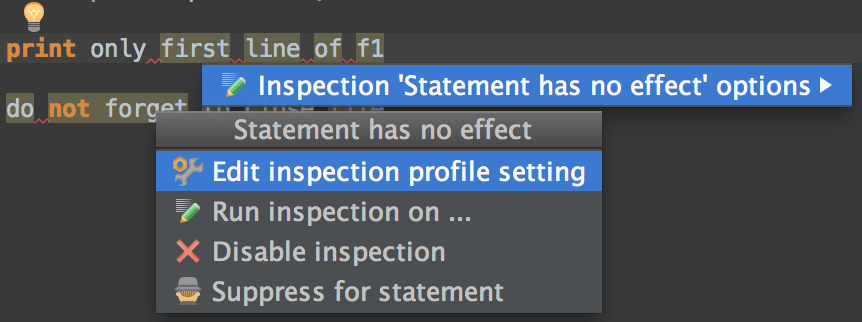 print only first line of f1
Inspection 'Statement has no effect' options
do not forget
Statement has no effect
Edit inspection profile setting
Run inspection on ...
Disable inspection
Suppress for statement